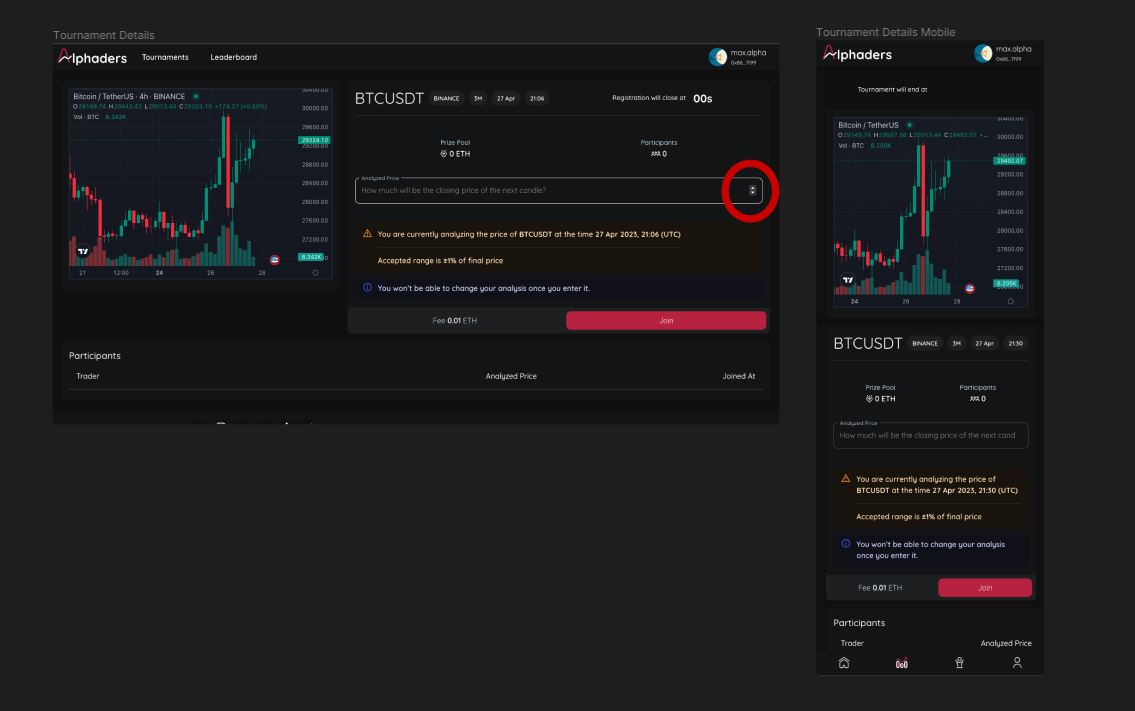 Tournament Details
Alphaders
Tournaments
Leaderboard
max.alpha
0x86...1199
Bitcoin / TetherUS · 4h · BINANCE
O29149.74 H29443.43 L29013.44 C29324.10 +174.37 (+0.60%)
Vol · BTC 6.342K
30400.00
30000.00
29600.00
29324.10
29200.00
28800.00
28400.00
28000.00
27600.00
27200.00
6.342K
21
12:00
24
26
28
BTCUSDT
BINANCE
3M
27 Apr
21:06
Registration will close at 00s
Prize Pool
0 ETH
Participants
0
Analyzed Price
How much will be the closing price of the next candle?
You are currently analyzing the price of BTCUSDT at the time 27 Apr 2023, 21:06 (UTC)
Accepted range is ±1% of final price
You won't be able to change your analysis once you enter it.
Fee 0.01 ETH
Join
Participants
Trader
Analyzed Price
Joined At
Tournament Details Mobile
Alphaders
max.alpha
0x86...1199
Tournament will end at
Bitcoin / TetherUS
O29149.74 H29567.56 L29013.44 C29492.07 +...
Vol · BTC 8.205K
30400.00
30000.00
29600.00
29492.07
29200.00
28800.00
28400.00
28000.00
27600.00
27200.00
8.205K
24
26
28
BTCUSDT
BINANCE
3M
27 Apr
21:30
Prize Pool
0 ETH
Participants
0
Analyzed Price
How much will be the closing price of the next cand
You are currently analyzing the price of
BTCUSDT at the time 27 Apr 2023, 21:30 (UTC)
Accepted range is ±1% of final price
You won't be able to change your analysis
once you enter it.
Fee 0.01 ETH
Join
Participants
Trader
Analyzed Price